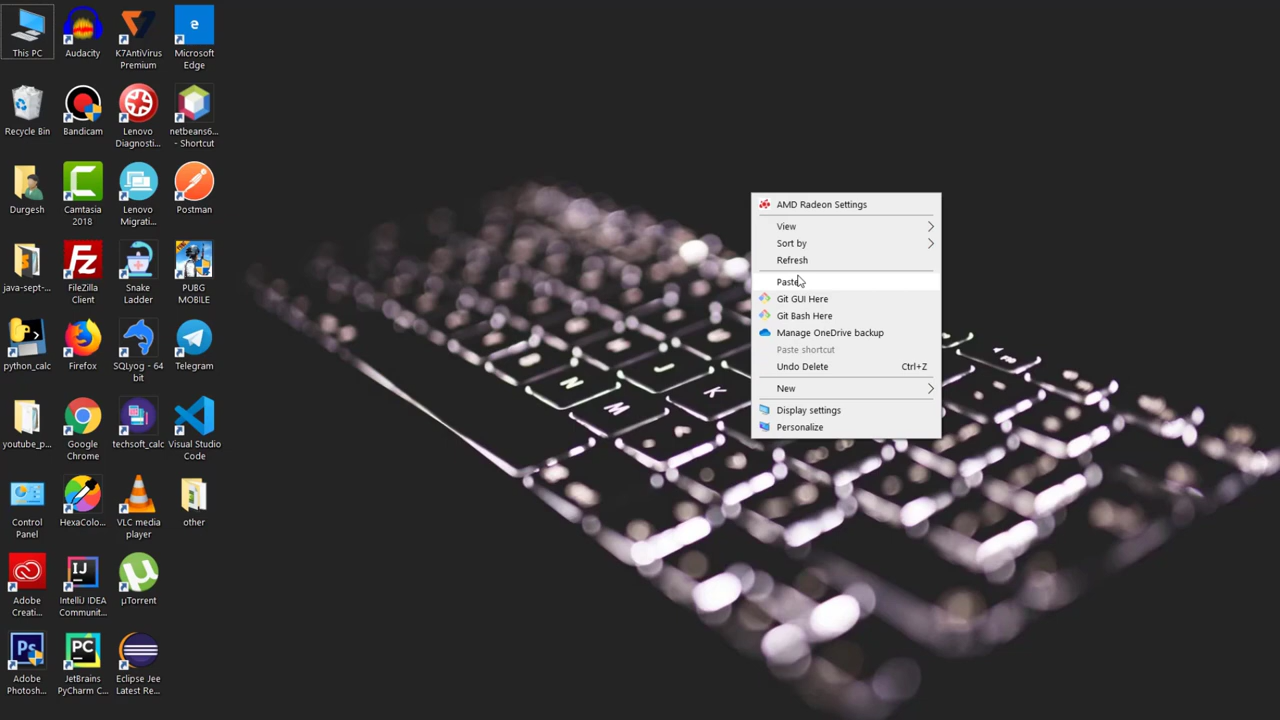 This PC
Audacity
K7AntiVirus
Premium
Microsoft
Edge
Recycle Bin
Bandicam
Lenovo
Diagnosti...
netbeans6...
- Shortcut
Durgesh
Camtasia
2018
Lenovo
Migrati...
Postman
java-sept-...
FileZilla
Client
Snake
Ladder
PUBG
MOBILE
python_calc
Firefox
SQLyog - 64
bit
Telegram
youtube_p...
Google
Chrome
techsoft_calc
Visual Studio
Code
Control
Panel
HexaColo...
VLC media
player
other
Adobe
Creati...
IntelliJ IDEA
Communit...
µTorrent
Adobe
Photosh...
JetBrains
PyCharm C...
Eclipse Jee
Latest Re...
AMD Radeon Settings
View
Sort by
Refresh
Paste
Git GUI Here
Git Bash Here
Manage OneDrive backup
Paste shortcut
Undo Delete Ctrl+Z
New
Display settings
Personalize
N
J
M
K